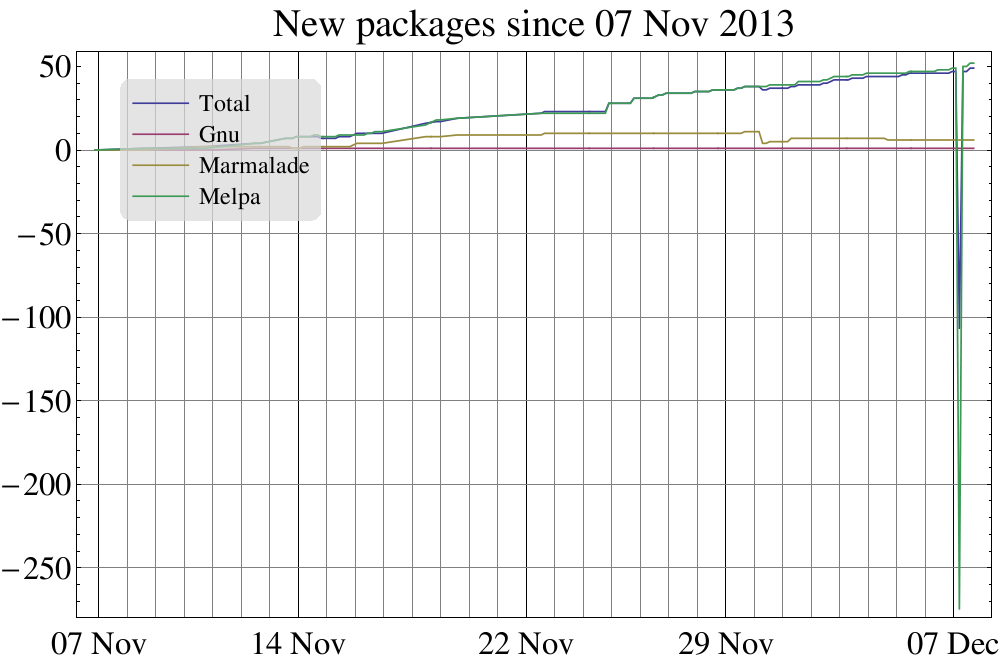 New packages since 07 Nov 2013
50
0
−50
−100
−150
−200
−250
Total
Gnu
Marmalade
Melpa
07 Nov 14 Nov 22 Nov 29 Nov 07 Dec